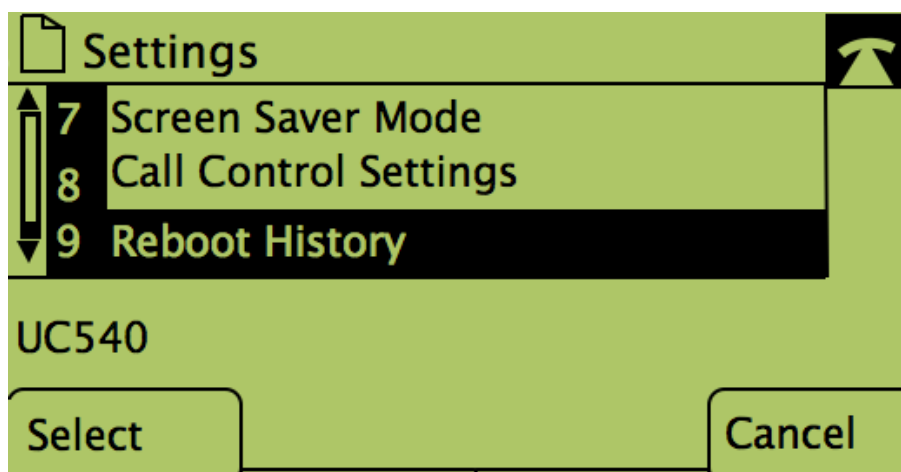 Settings
7 Screen Saver Mode
8 Call Control Settings
9 Reboot History
UC540
Select Cancel